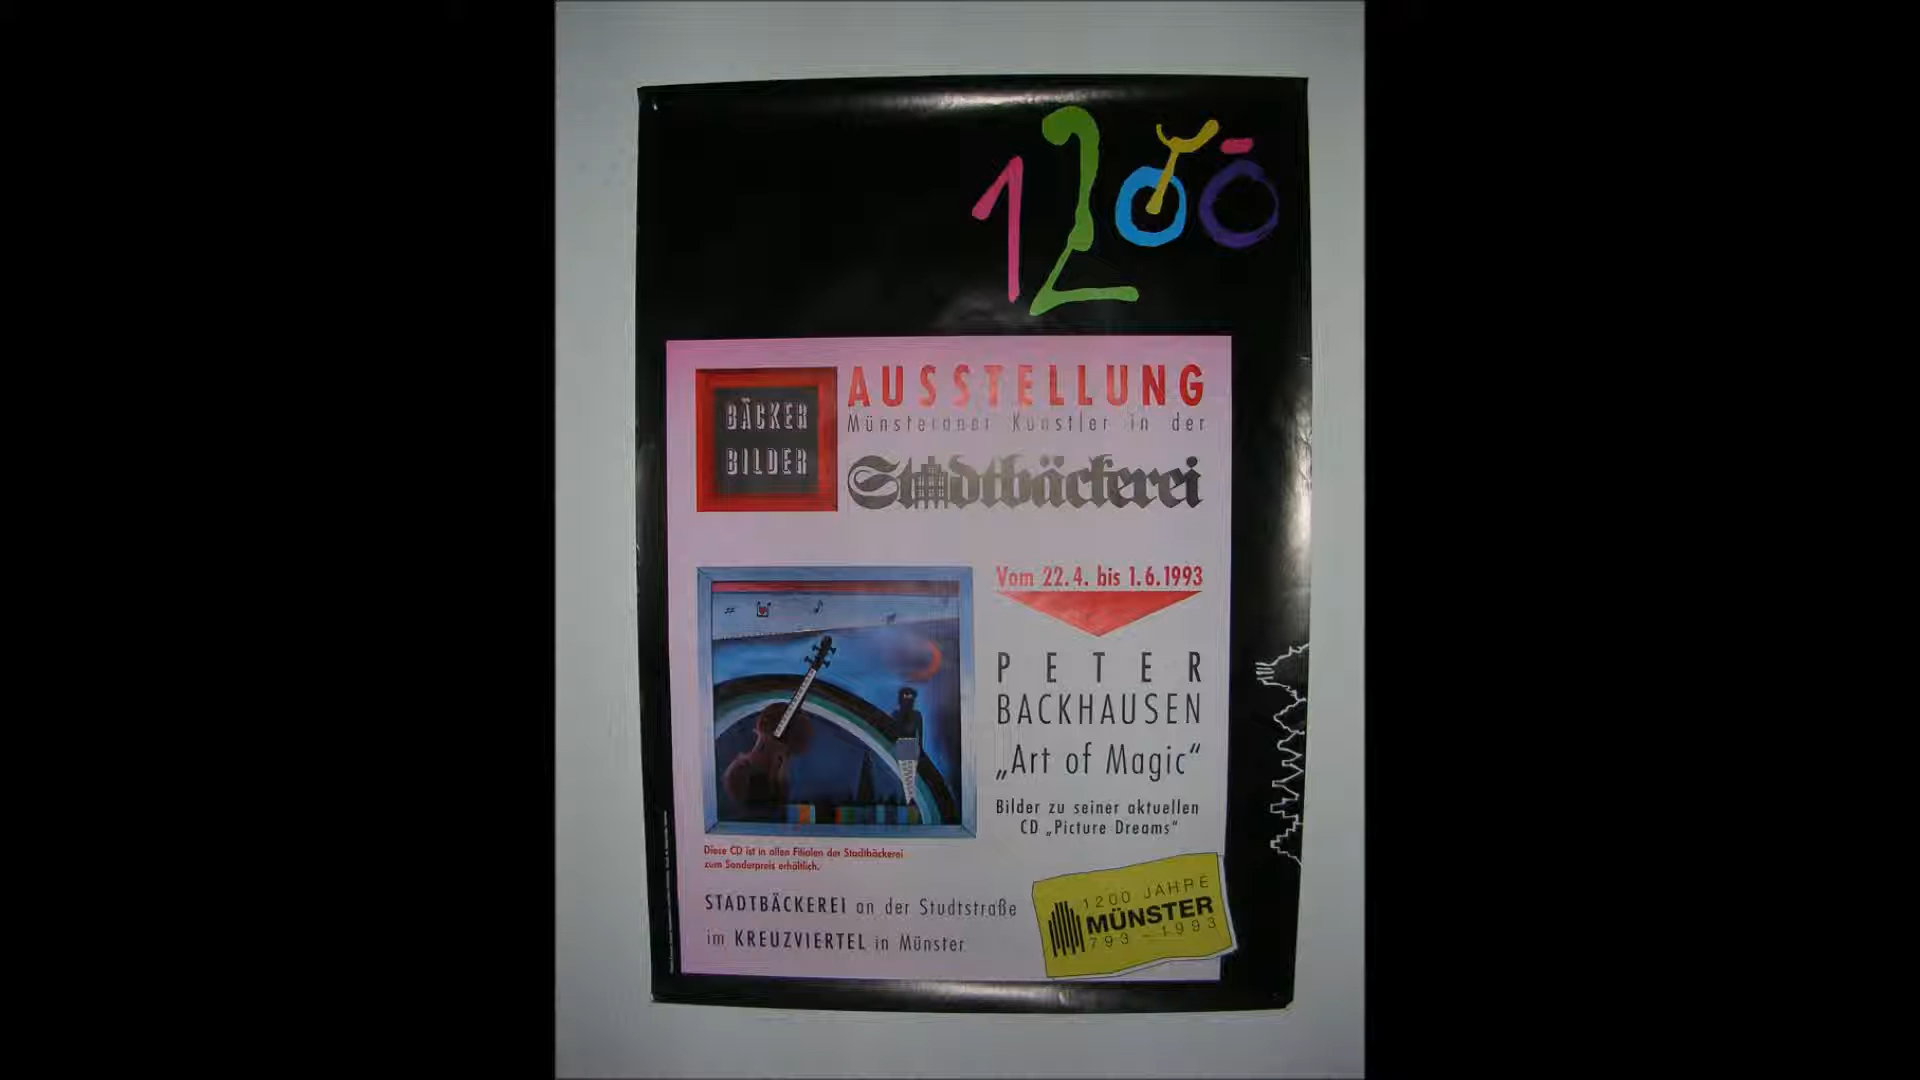 1200
BÄCKER
BILDER
AUSSTELLUNG
Münsteraner Künstler in der
Stadtbäckerei
Vom 22.4. bis 1.6.1993
PETER
BACKHAUSEN
„Art of Magic“
Bilder zu seiner aktuellen
CD „Picture Dreams“
Diese CD ist in allen Filialen der Stadtbäckerei
zum Sonderpreis erhältlich.
STADTBÄCKEREI an der Studtstraße
im KREUZVIERTEL in Münster
1200 JAHRE
MÜNSTER
793 – 1993